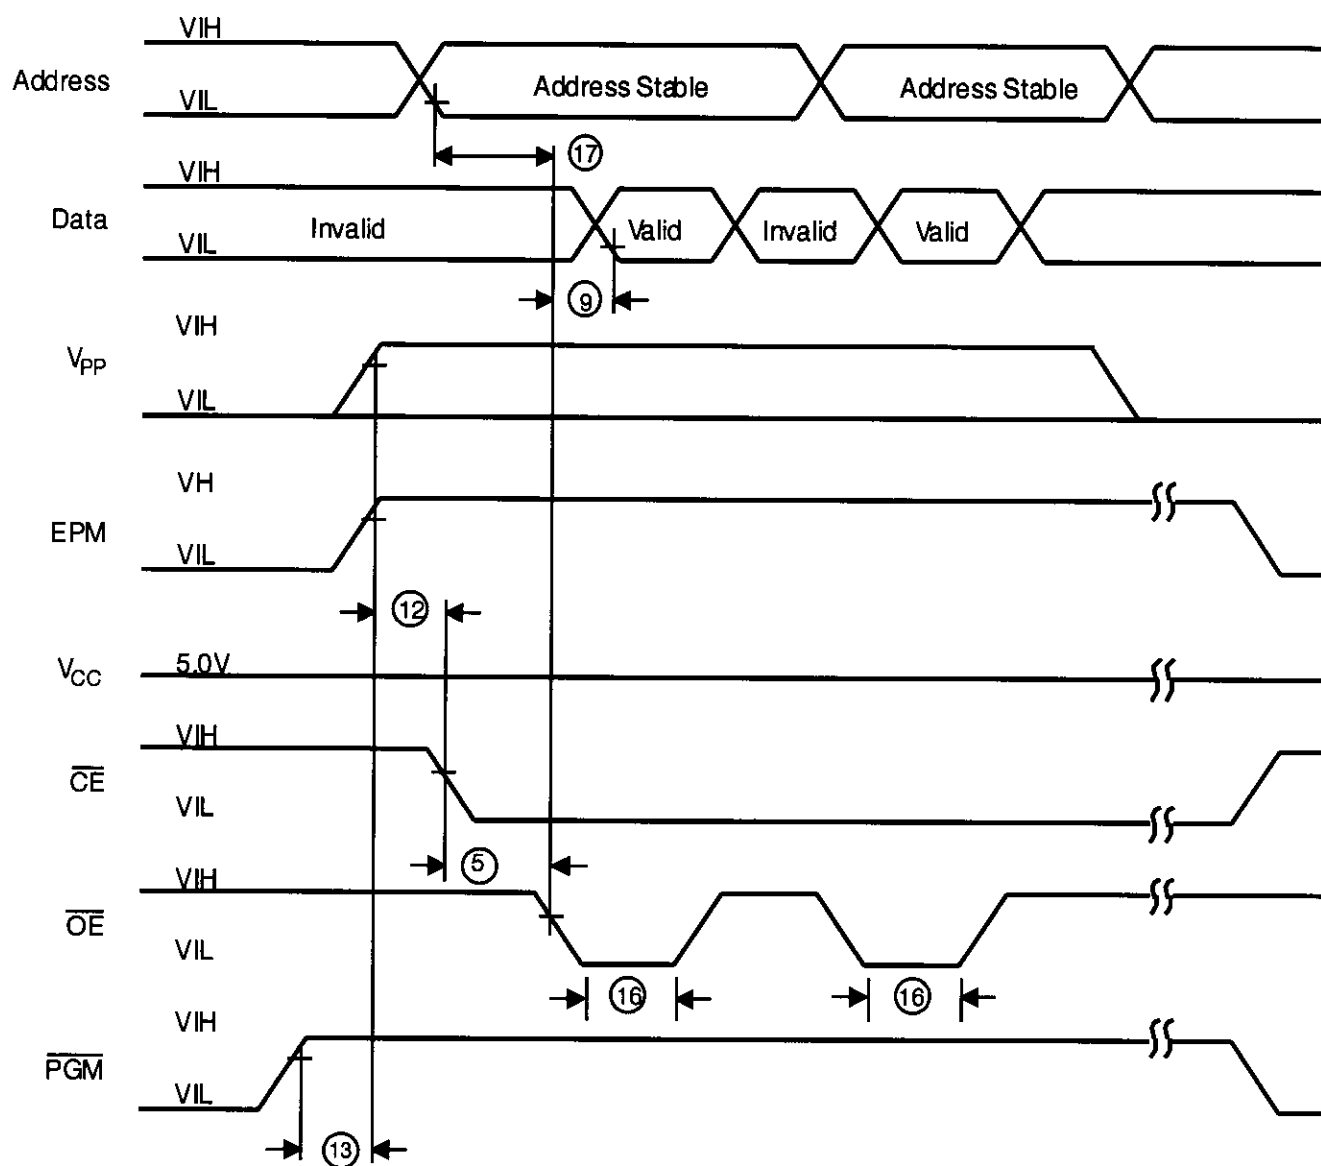 VIH
Address
Address Stable
Address Stable
VIL
17
VIH
Data
Invalid
Valid
Invalid
Valid
VIL
9
VIH
VPP
VIL
VH
EPM
VIL
12
VCC
5.0V
VIH
CE
VIL
5
VIH
OE
VIL
16
16
VIH
PGM
VIL
13